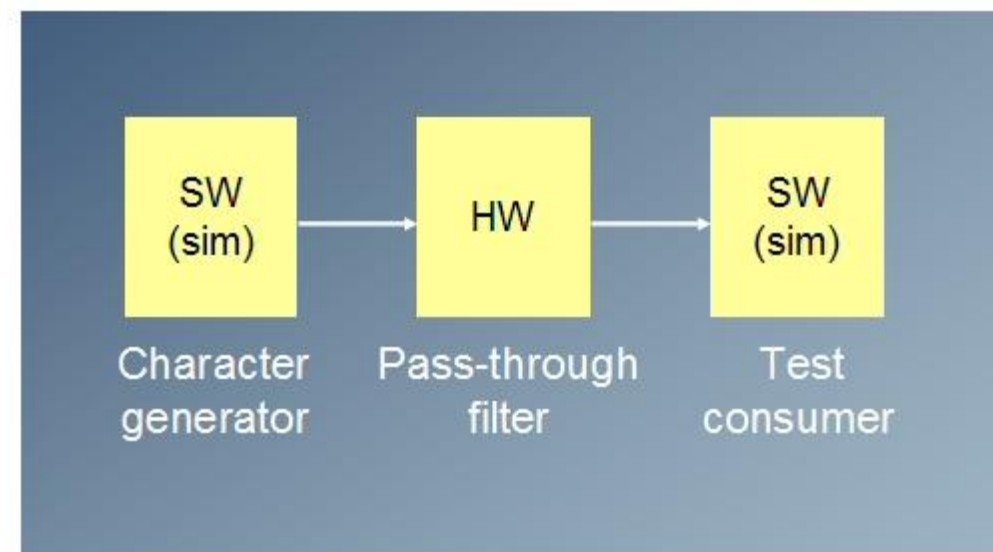 SW
(sim)
HW
SW
(sim)
Character
generator
Pass-through
filter
Test
consumer